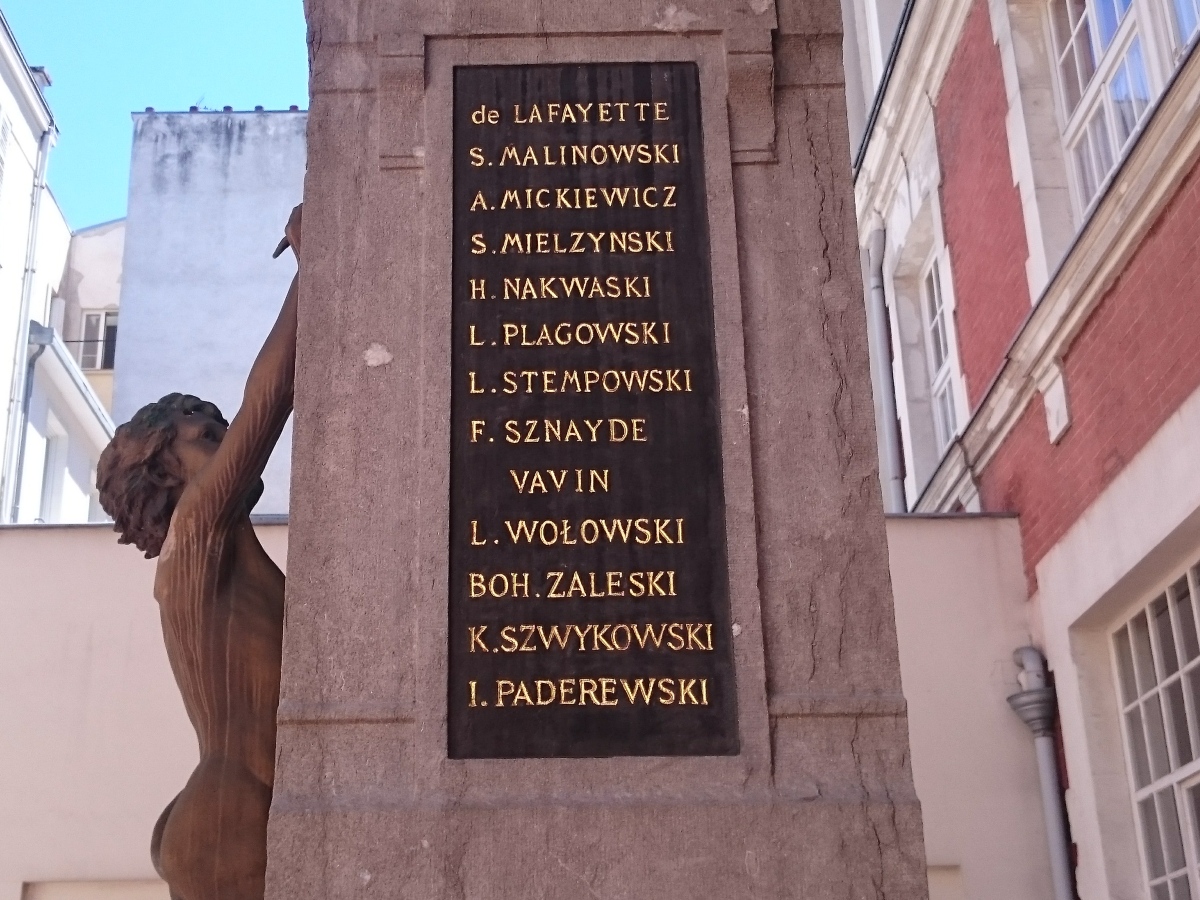 de LAFAYETTE
S. MALINOWSKI
A. MICKIEWICZ
S. MIELZYNSKI
H. NAKWASKI
L. PLAGOWSKI
L. STEMPOWSKI
F. SZNAYDE
VAVIN
L. WOŁOWSKI
BOH. ZALESKI
K. SZWYKOWSKI
I. PADEREWSKI